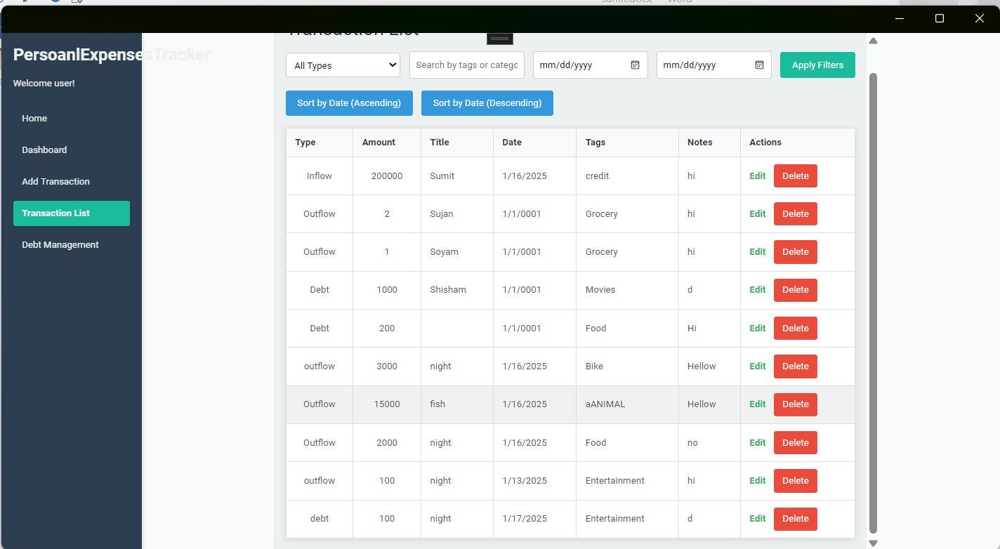 PersoanlExpensesTracker
Welcome user!
Home
Dashboard
Add Transaction
Transaction List
Debt Management
Transaction List
All Types Search by tags or catego mm/dd/yyyy mm/dd/yyyy Apply Filters
Sort by Date (Ascending) Sort by Date (Descending)
Type Amount Title Date Tags Notes Actions
Inflow 200000 Sumit 1/16/2025 credit hi Edit Delete
Outflow 2 Sujan 1/1/0001 Grocery hi Edit Delete
Outflow 1 Soyam 1/1/0001 Grocery hi Edit Delete
Debt 1000 Shisham 1/1/0001 Movies d Edit Delete
Debt 200 1/1/0001 Food Hi Edit Delete
outflow 3000 night 1/16/2025 Bike Hellow Edit Delete
Outflow 15000 fish 1/16/2025 aANIMAL Hellow Edit Delete
Outflow 2000 night 1/16/2025 Food no Edit Delete
outflow 100 night 1/13/2025 Entertainment hi Edit Delete
debt 100 night 1/17/2025 Entertainment d Edit Delete